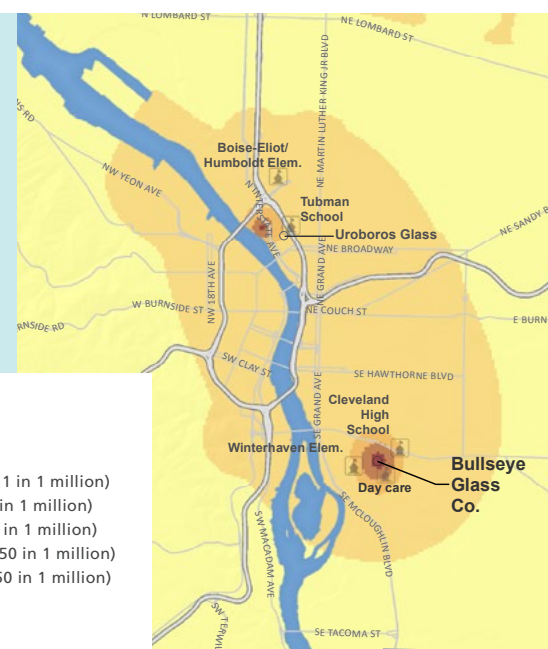 N LOMBARD ST
NE LOMBARD ST
NE MARTIN LUTHER KING JR BLVD
Boise-Eliot/
Humboldt Elem.
NW YEON AVE
N INTERSTATE AVE
Tubman
School
Uroboros Glass
NE SANDY
NE BROADWAY
NE GRAND AVE
NW 18TH AVE
W BURNSIDE ST
NE COUCH ST
E BURN
RNSIDE RD
SW CLAY ST
SE HAWTHORNE BLVD
SE GRAND AVE
Cleveland
High
School
Winterhaven Elem.
Bullseye
Glass
Co.
Day care
1 in 1 million)
in 1 million)
in 1 million)
50 in 1 million)
50 in 1 million)
SE MCLOUGHLIN BLVD
SW MACADAM AVE
SW TERWIL
SE TACOMA ST